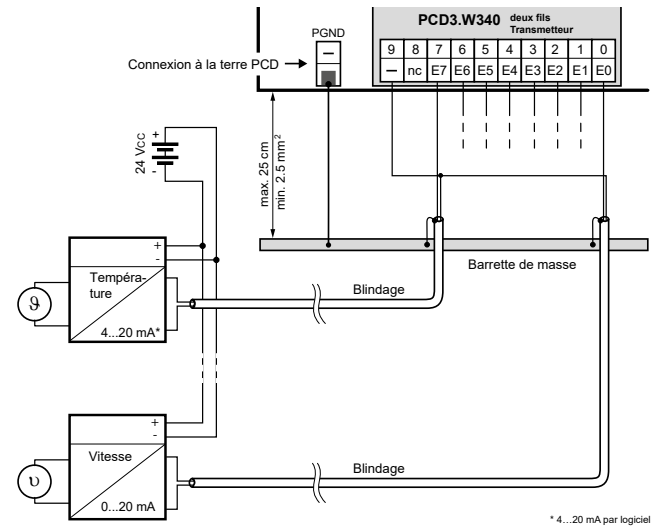 PCD3.W340 deux fils
Transmetteur
PGND
Connexion à la terre PCD
9 8 7 6 5 4 3 2 1 0
– nc E7 E6 E5 E4 E3 E2 E1 E0
max. 25 cm
min. 2.5 mm²
+
24 VCC
-
Barrette de masse
+
-
Tempéra-
ture
ϑ
4...20 mA*
Blindage
+
-
Vitesse
υ
0...20 mA
Blindage
* 4...20 mA par logiciel